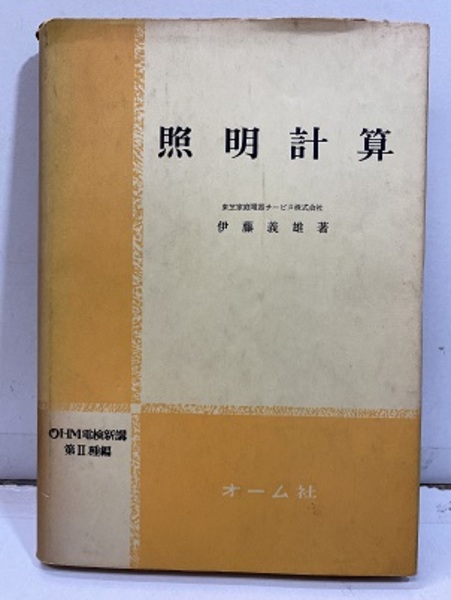 照明計算
東芝家庭電器サービス株式会社
伊藤義雄著
OHM電検新講
第Ⅱ種編
オーム社